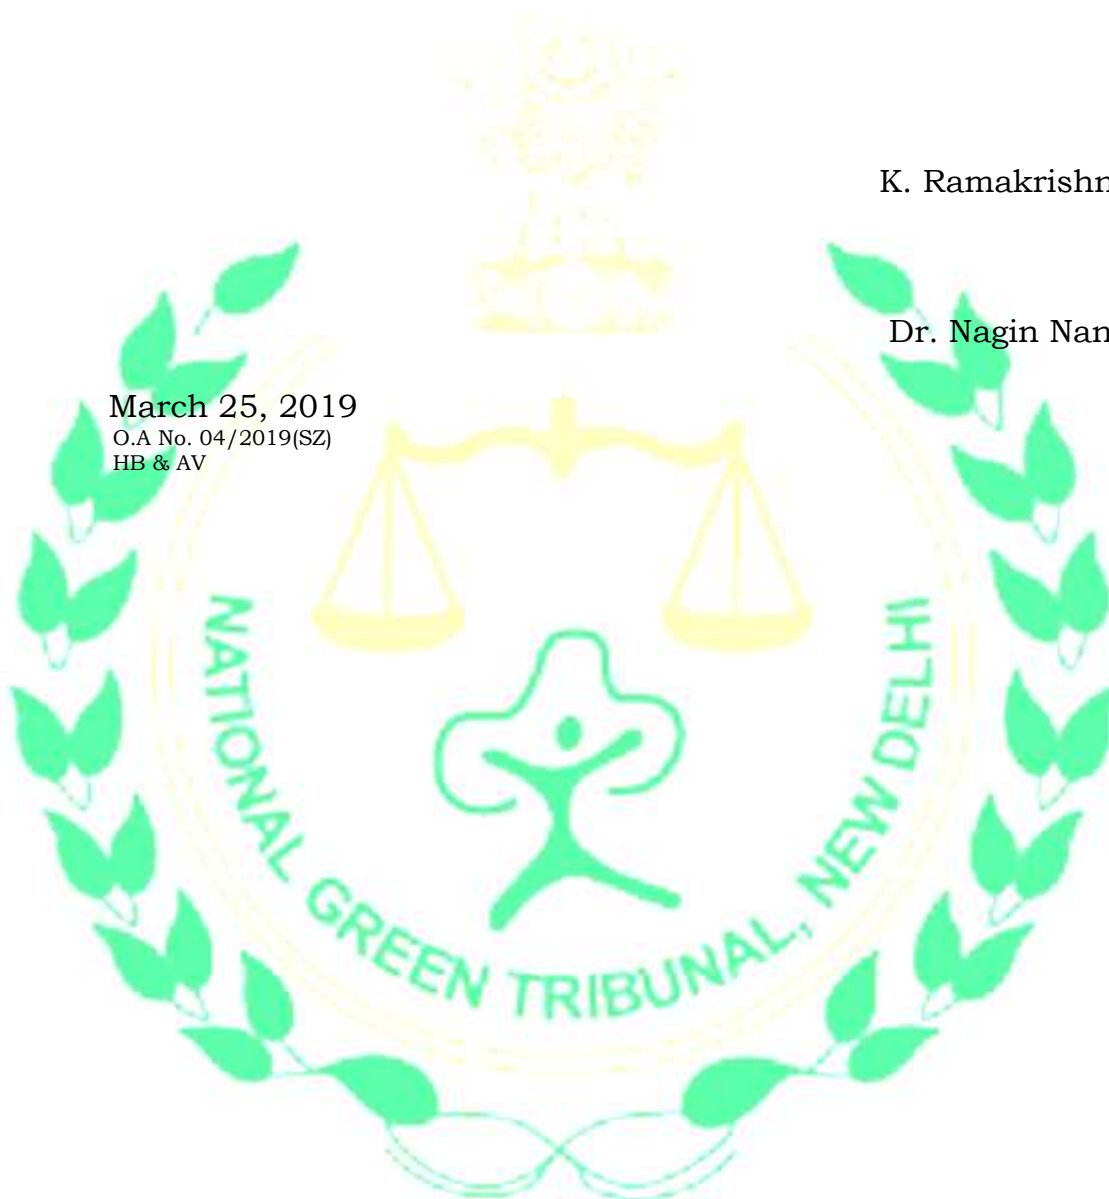 K. Ramakrishn
Dr. Nagin Nan
March 25, 2019
O.A No. 04/2019(SZ)
HB & AV
NATIONAL GREEN TRIBUNAL, NEW DELHI